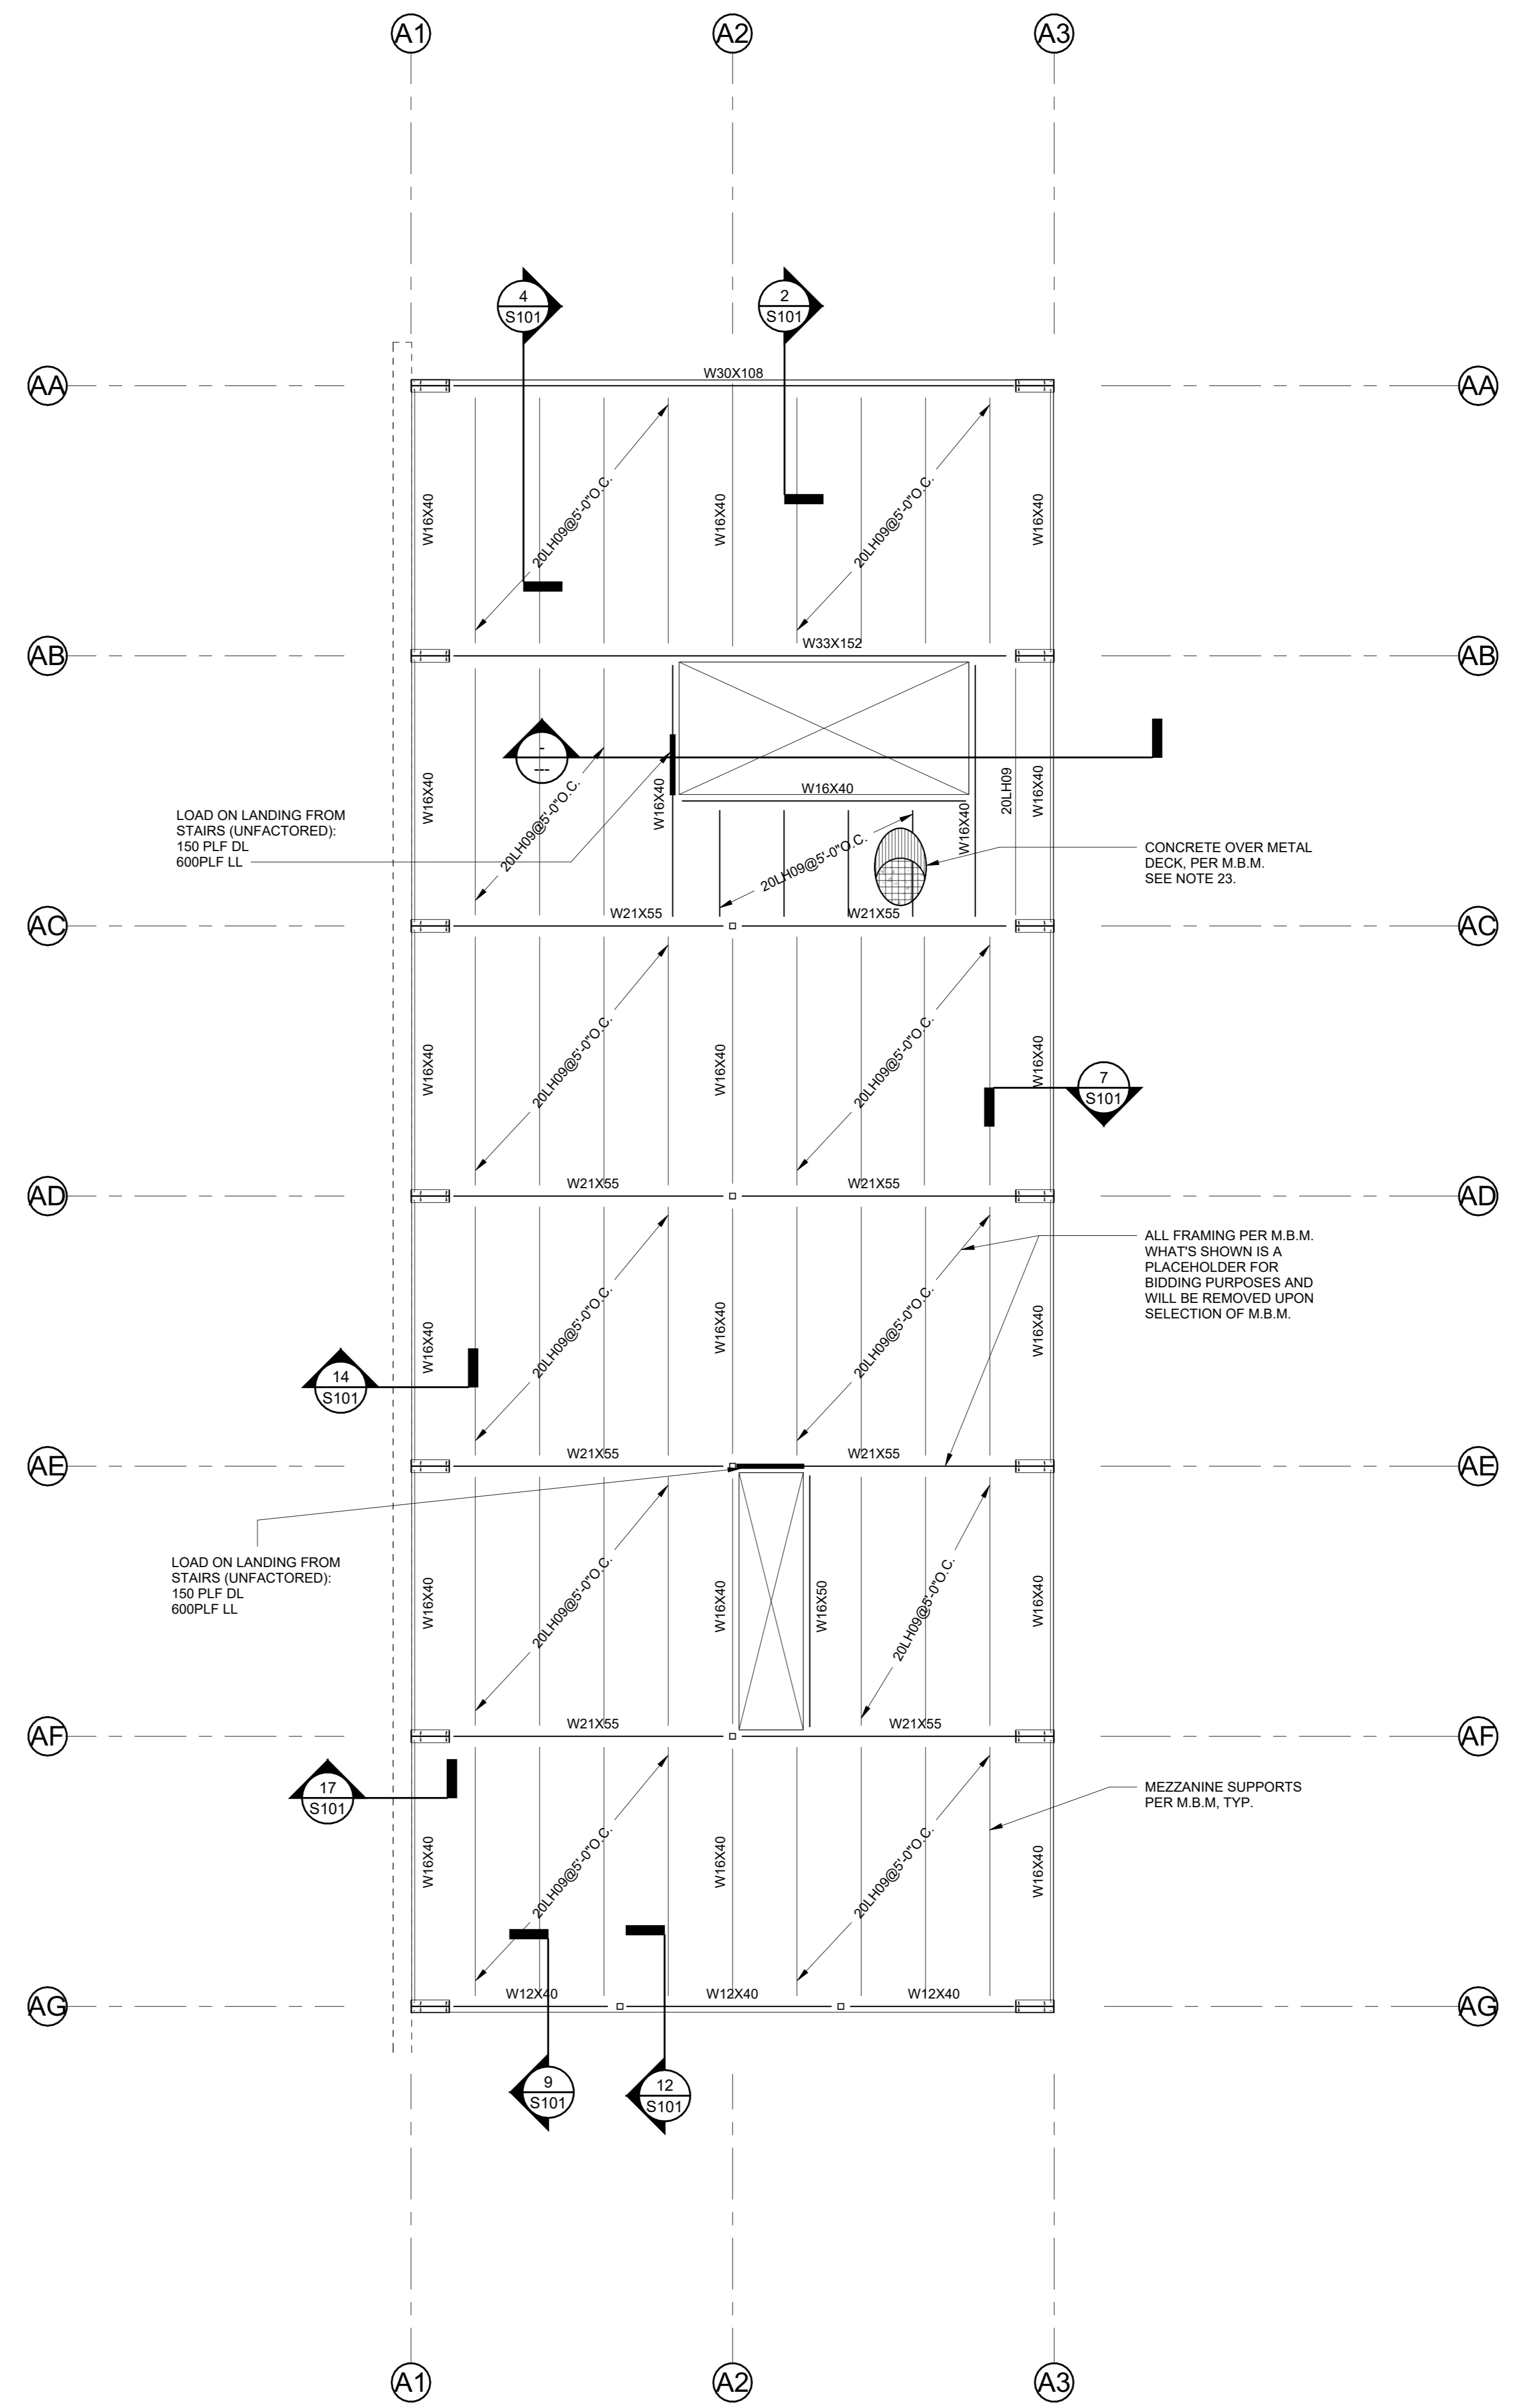 A1
A2
A3
4
S101
2
S101
AA
W30X108
AA
W16X40
20LH09@5'-0"O.C.
W16X40
20LH09@5'-0"O.C.
W16X40
AB
W33X152
AB
-
---
W16X40
20LH09@5'-0"O.C.
W16X40
W16X40
W16X40
20LH09
W16X40
20LH09@5'-0"O.C.
LOAD ON LANDING FROM
STAIRS (UNFACTORED):
150 PLF DL
600PLF LL
CONCRETE OVER METAL
DECK, PER M.B.M.
SEE NOTE 23.
AC
W21X55
W21X55
AC
W16X40
20LH09@5'-0"O.C.
W16X40
20LH09@5'-0"O.C.
W16X40
7
S101
AD
W21X55
W21X55
AD
ALL FRAMING PER M.B.M.
WHAT'S SHOWN IS A
PLACEHOLDER FOR
BIDDING PURPOSES AND
WILL BE REMOVED UPON
SELECTION OF M.B.M.
W16X40
20LH09@5'-0"O.C.
W16X40
20LH09@5'-0"O.C.
W16X40
14
S101
AE
W21X55
W21X55
AE
LOAD ON LANDING FROM
STAIRS (UNFACTORED):
150 PLF DL
600PLF LL
W16X40
20LH09@5'-0"O.C.
W16X40
W16X50
20LH09@5'-0"O.C.
W16X40
AF
W21X55
W21X55
AF
17
S101
MEZZANINE SUPPORTS
PER M.B.M, TYP.
W16X40
20LH09@5'-0"O.C.
W16X40
20LH09@5'-0"O.C.
W16X40
AG
W12X40
W12X40
W12X40
AG
9
S101
12
S101
A1
A2
A3